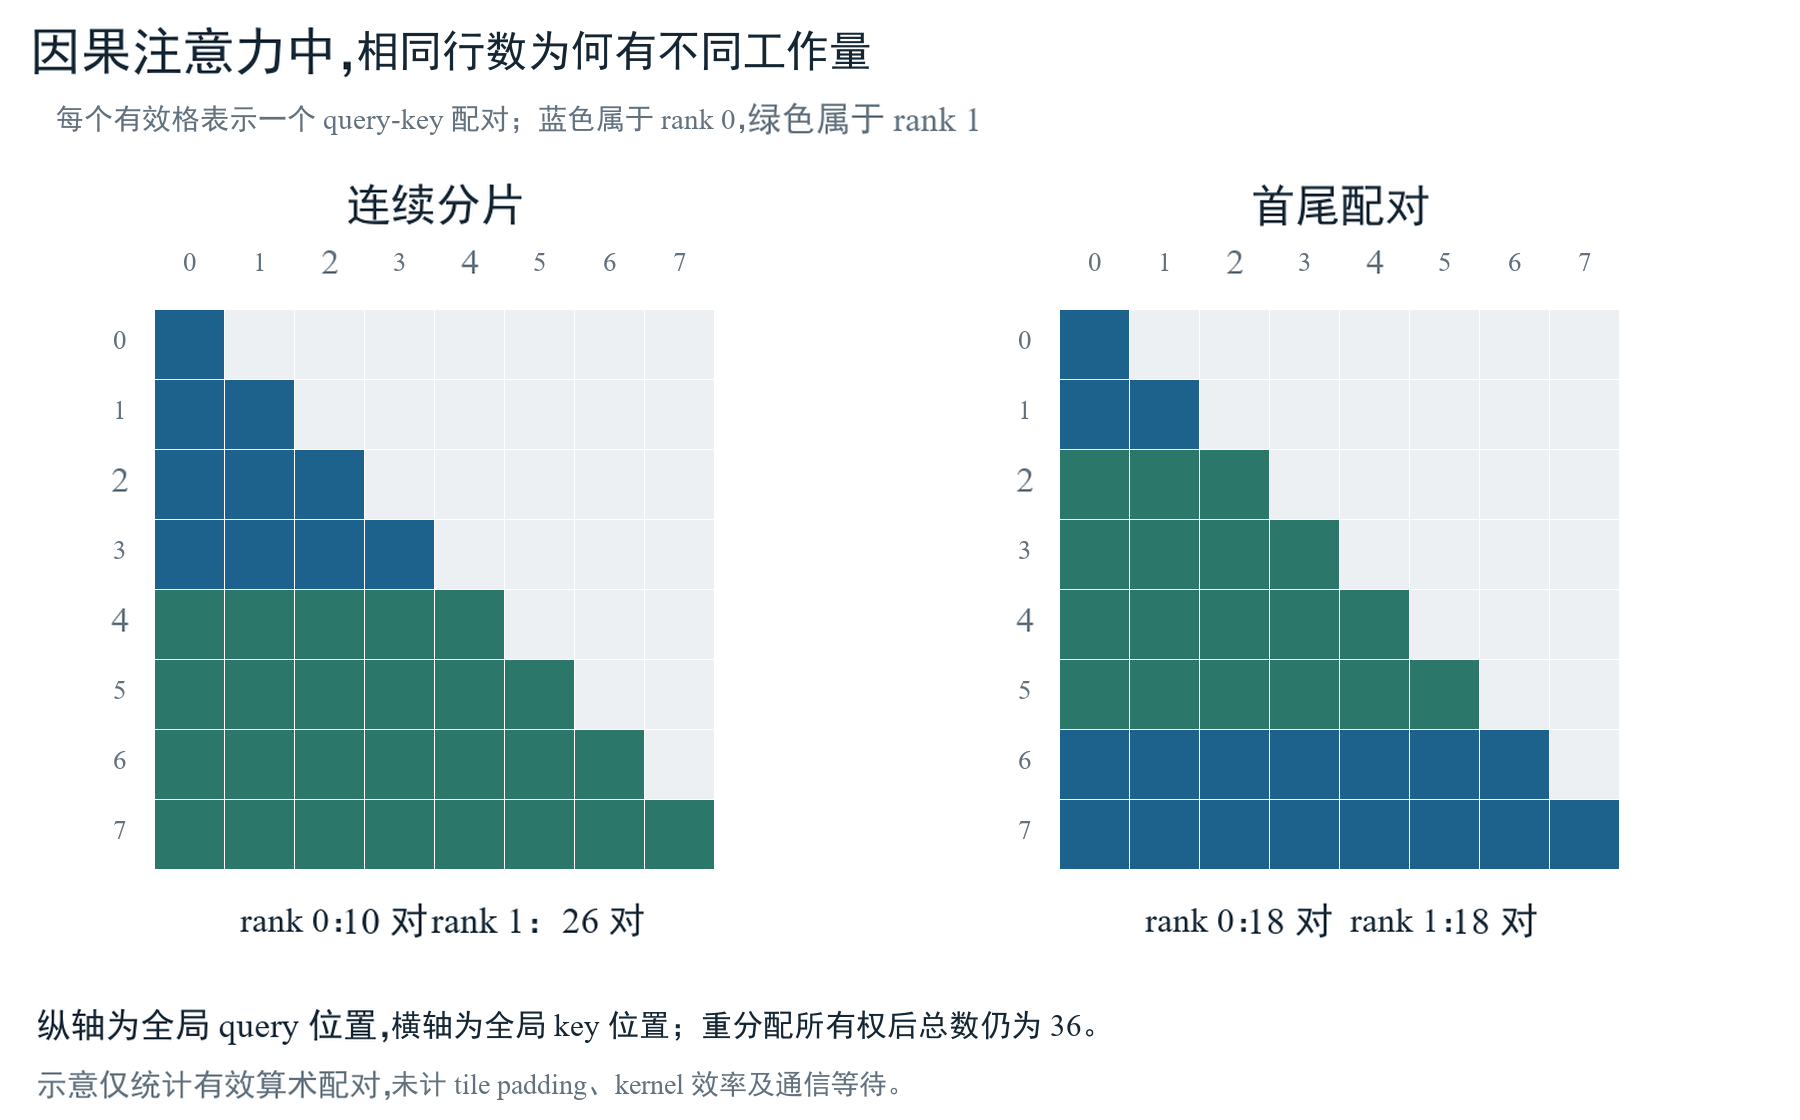 因果注意力中,相同行数为何有不同工作量
每个有效格表示一个 query-key 配对；蓝色属于 rank 0,绿色属于 rank 1
连续分片
0 1 2 3 4 5 6 7
0
1
2
3
4
5
6
7
rank 0:10 对 rank 1：26 对
首尾配对
0 1 2 3 4 5 6 7
0
1
2
3
4
5
6
7
rank 0:18 对 rank 1:18 对
纵轴为全局 query 位置,横轴为全局 key 位置；重分配所有权后总数仍为 36。
示意仅统计有效算术配对,未计 tile padding、kernel 效率及通信等待。